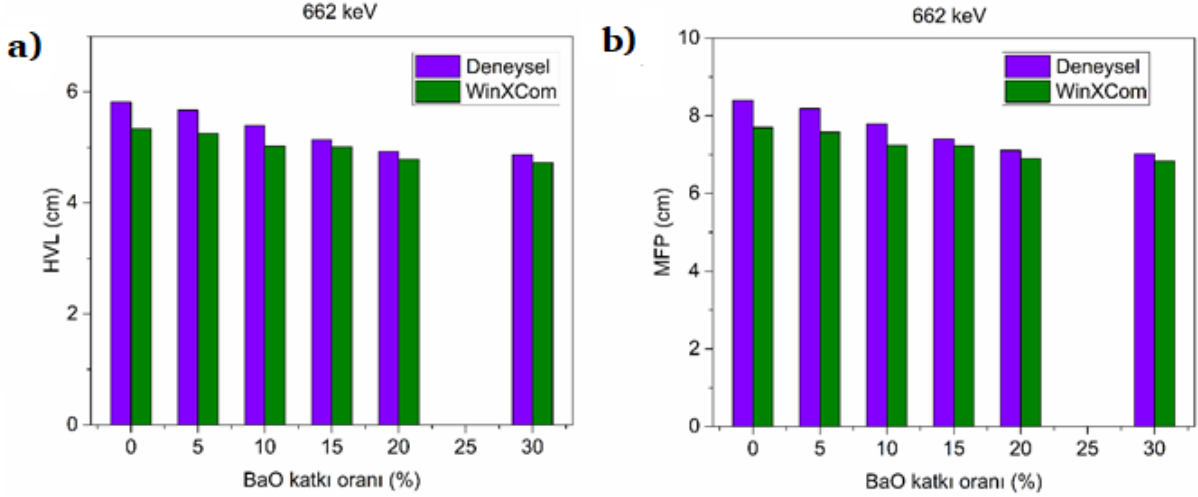 a)
662 keV
Deneysel
WinXCom
HVL (cm)
6
4
2
0
0 5 10 15 20 25 30
BaO katkı oranı (%)
b)
662 keV
Deneysel
WinXCom
MFP (cm)
10
8
6
4
2
0
0 5 10 15 20 25 30
BaO katkı oranı (%)